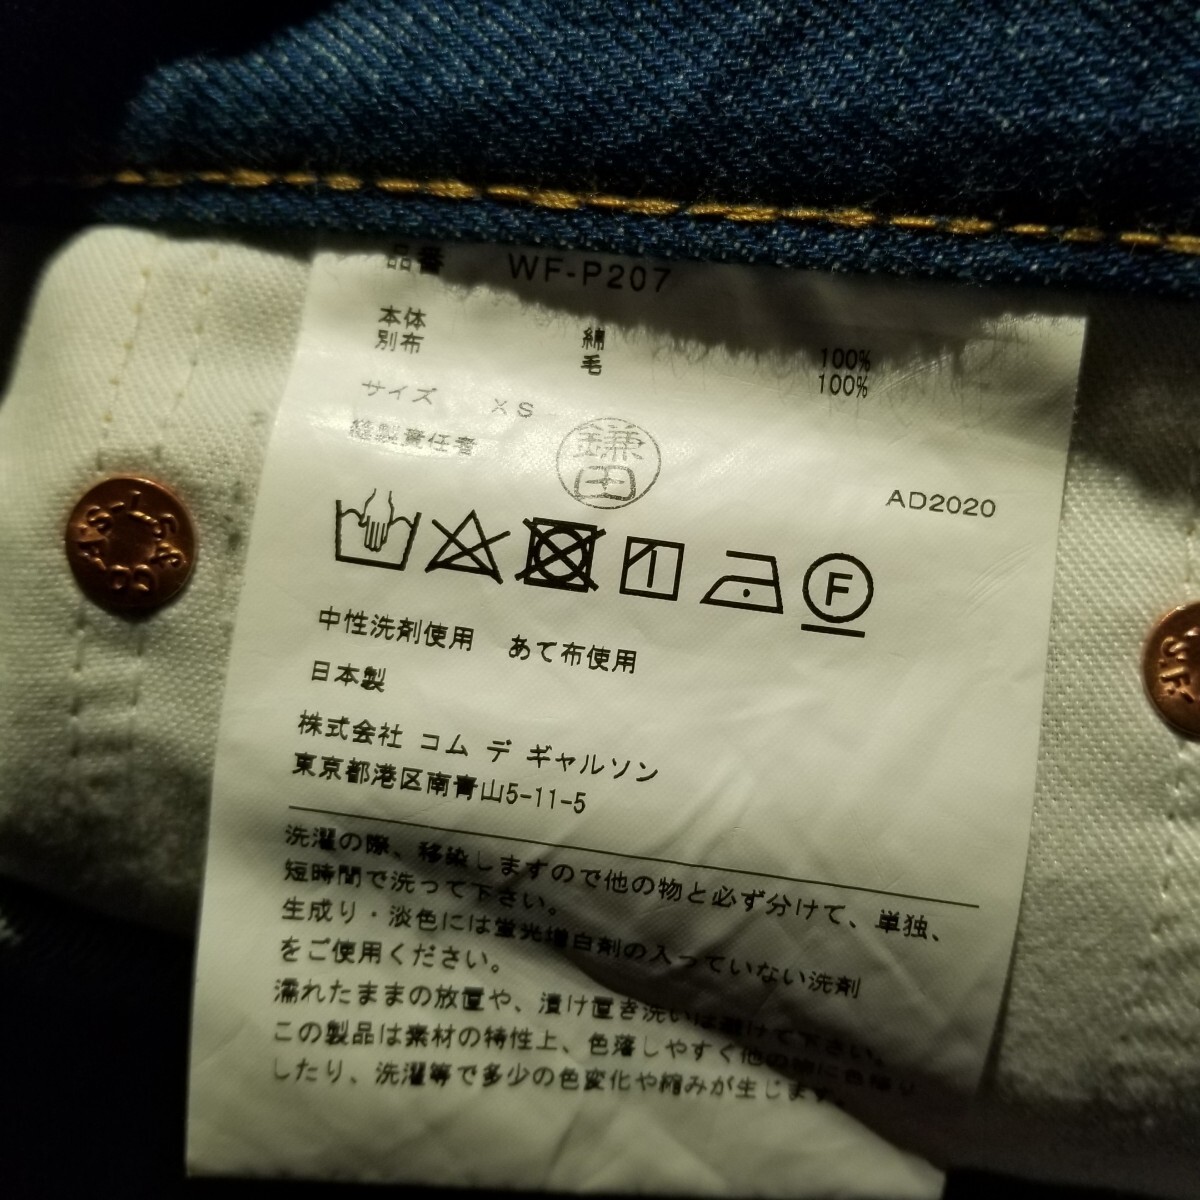 品番 WF-P207
本体 綿 100%
別布 毛 100%
サイズ XS
縫製責任者 鎌田
AD2020
F
中性洗剤使用 あて布使用
日本製
株式会社 コム デ ギャルソン
東京都港区南青山5-11-5
洗濯の際、移染しますので他の物と必ず分けて、単独、
短時間で洗って下さい。
生成り・淡色には蛍光増白剤の入っていない洗剤
をご使用ください。
濡れたままの放置や、漬け置き洗いは避けて下さい。
この製品は素材の特性上、色落しやすく他の物に色移り
したり、洗濯等で多少の色変化や縮みが生じます。